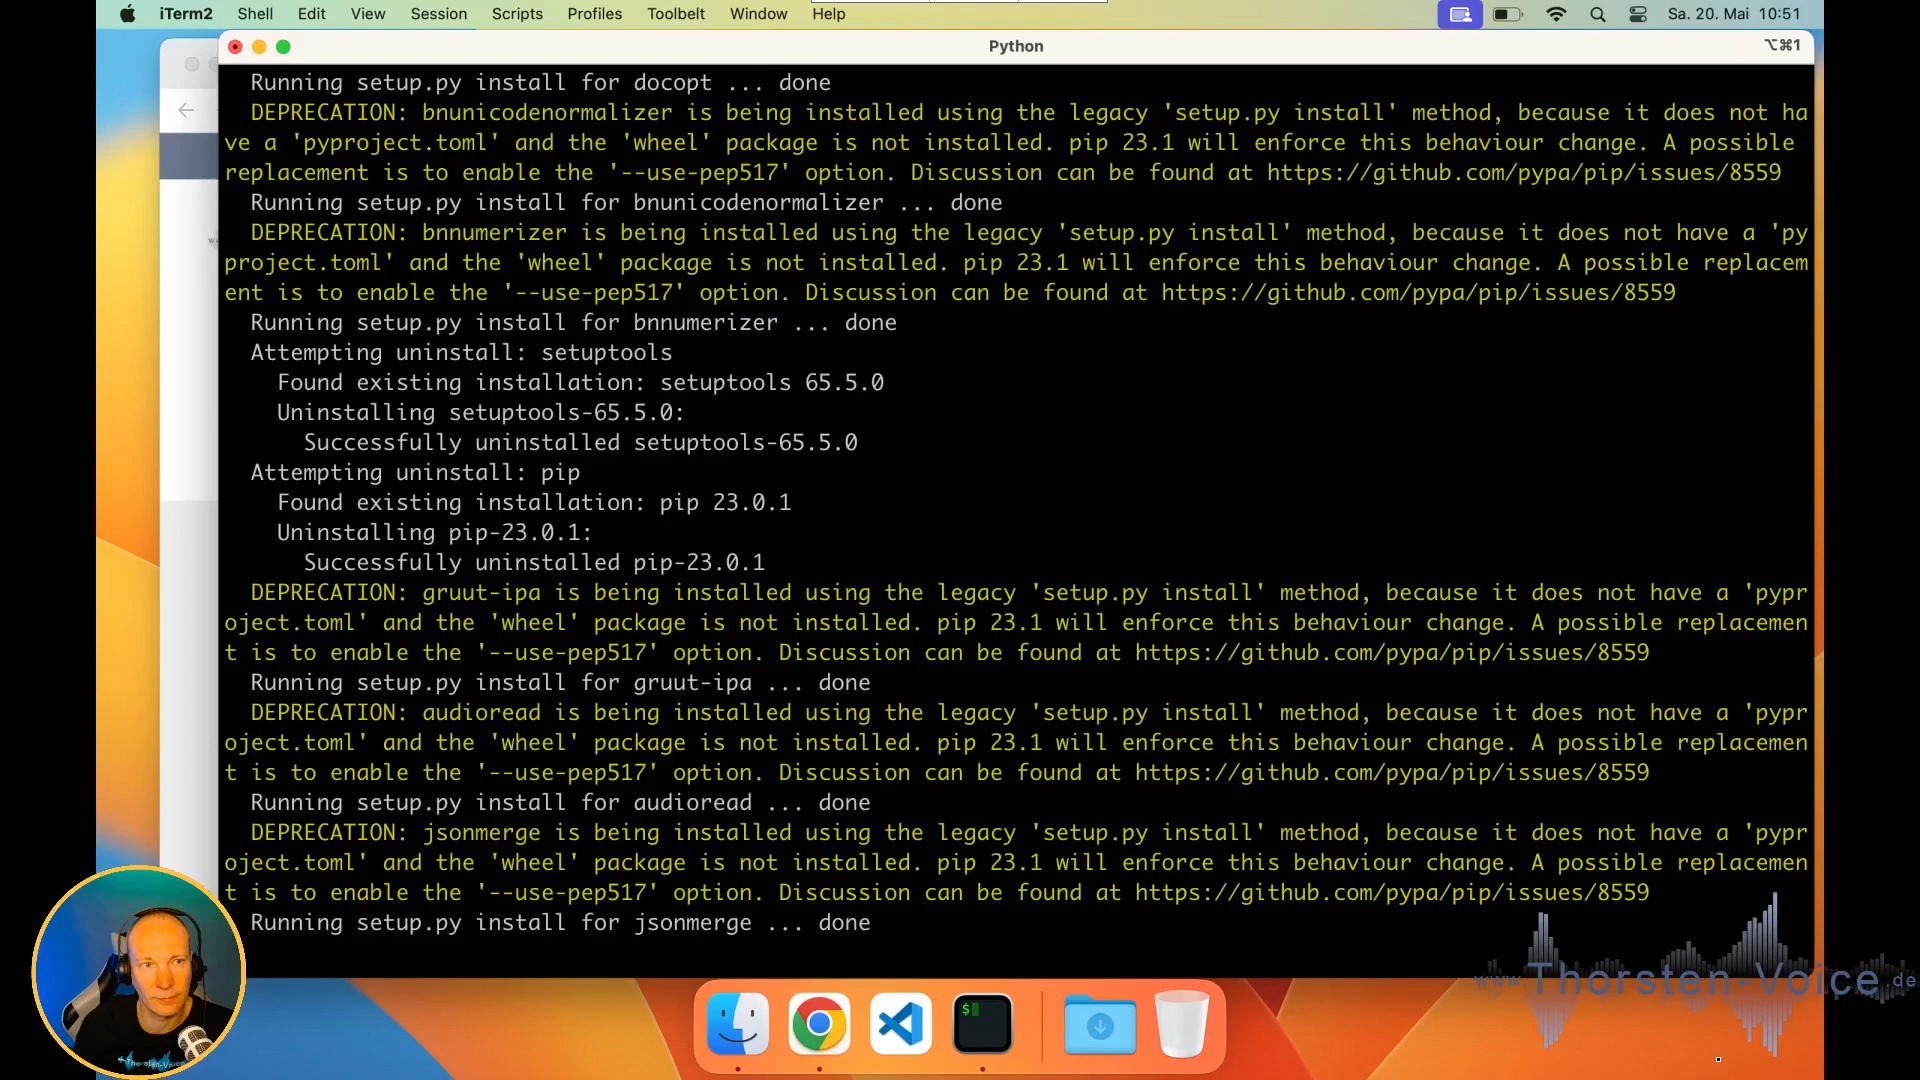 iTerm2 Shell Edit View Session Scripts Profiles Toolbelt Window Help Sa. 20. Mai 10:51
Python ⌥⌘1
Running setup.py install for docopt ... done
DEPRECATION: bnunicodenormalizer is being installed using the legacy 'setup.py install' method, because it does not ha
ve a 'pyproject.toml' and the 'wheel' package is not installed. pip 23.1 will enforce this behaviour change. A possible
replacement is to enable the '--use-pep517' option. Discussion can be found at https://github.com/pypa/pip/issues/8559
Running setup.py install for bnunicodenormalizer ... done
DEPRECATION: bnnumerizer is being installed using the legacy 'setup.py install' method, because it does not have a 'py
project.toml' and the 'wheel' package is not installed. pip 23.1 will enforce this behaviour change. A possible replacem
ent is to enable the '--use-pep517' option. Discussion can be found at https://github.com/pypa/pip/issues/8559
Running setup.py install for bnnumerizer ... done
Attempting uninstall: setuptools
Found existing installation: setuptools 65.5.0
Uninstalling setuptools-65.5.0:
Successfully uninstalled setuptools-65.5.0
Attempting uninstall: pip
Found existing installation: pip 23.0.1
Uninstalling pip-23.0.1:
Successfully uninstalled pip-23.0.1
DEPRECATION: gruut-ipa is being installed using the legacy 'setup.py install' method, because it does not have a 'pypr
oject.toml' and the 'wheel' package is not installed. pip 23.1 will enforce this behaviour change. A possible replacemen
t is to enable the '--use-pep517' option. Discussion can be found at https://github.com/pypa/pip/issues/8559
Running setup.py install for gruut-ipa ... done
DEPRECATION: audioread is being installed using the legacy 'setup.py install' method, because it does not have a 'pypr
oject.toml' and the 'wheel' package is not installed. pip 23.1 will enforce this behaviour change. A possible replacemen
t is to enable the '--use-pep517' option. Discussion can be found at https://github.com/pypa/pip/issues/8559
Running setup.py install for audioread ... done
DEPRECATION: jsonmerge is being installed using the legacy 'setup.py install' method, because it does not have a 'pypr
oject.toml' and the 'wheel' package is not installed. pip 23.1 will enforce this behaviour change. A possible replacemen
t is to enable the '--use-pep517' option. Discussion can be found at https://github.com/pypa/pip/issues/8559
Running setup.py install for jsonmerge ... done
www.Thorsten-Voice.de
$